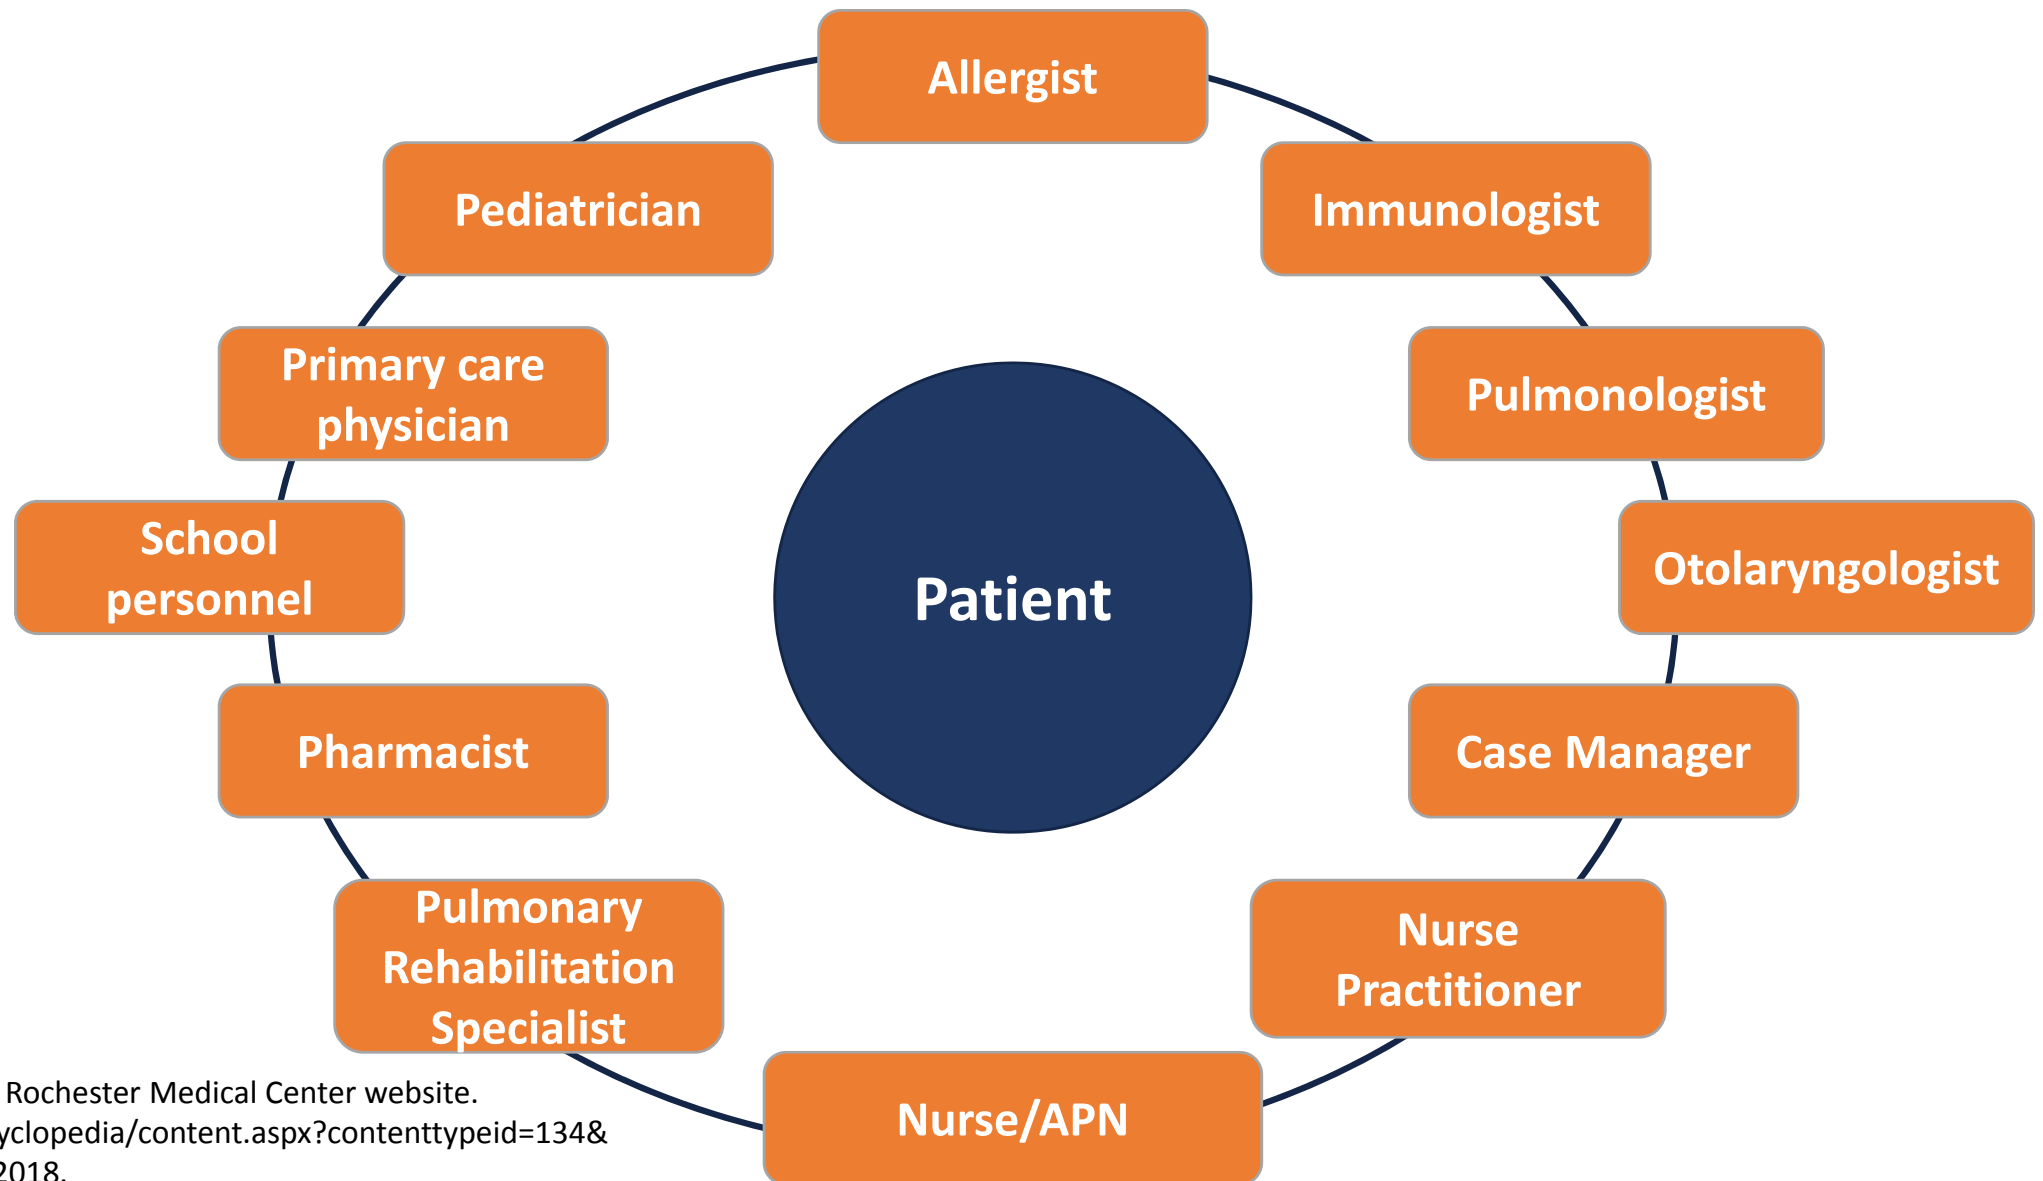 Allergist
Pediatrician
Immunologist
Primary care
physician
Pulmonologist
School
personnel
Patient
Otolaryngologist
Pharmacist
Case Manager
Pulmonary
Rehabilitation
Specialist
Nurse
Practitioner
Nurse/APN
Rochester Medical Center website.
yclopedia/content.aspx?contenttypeid=134&
2018.